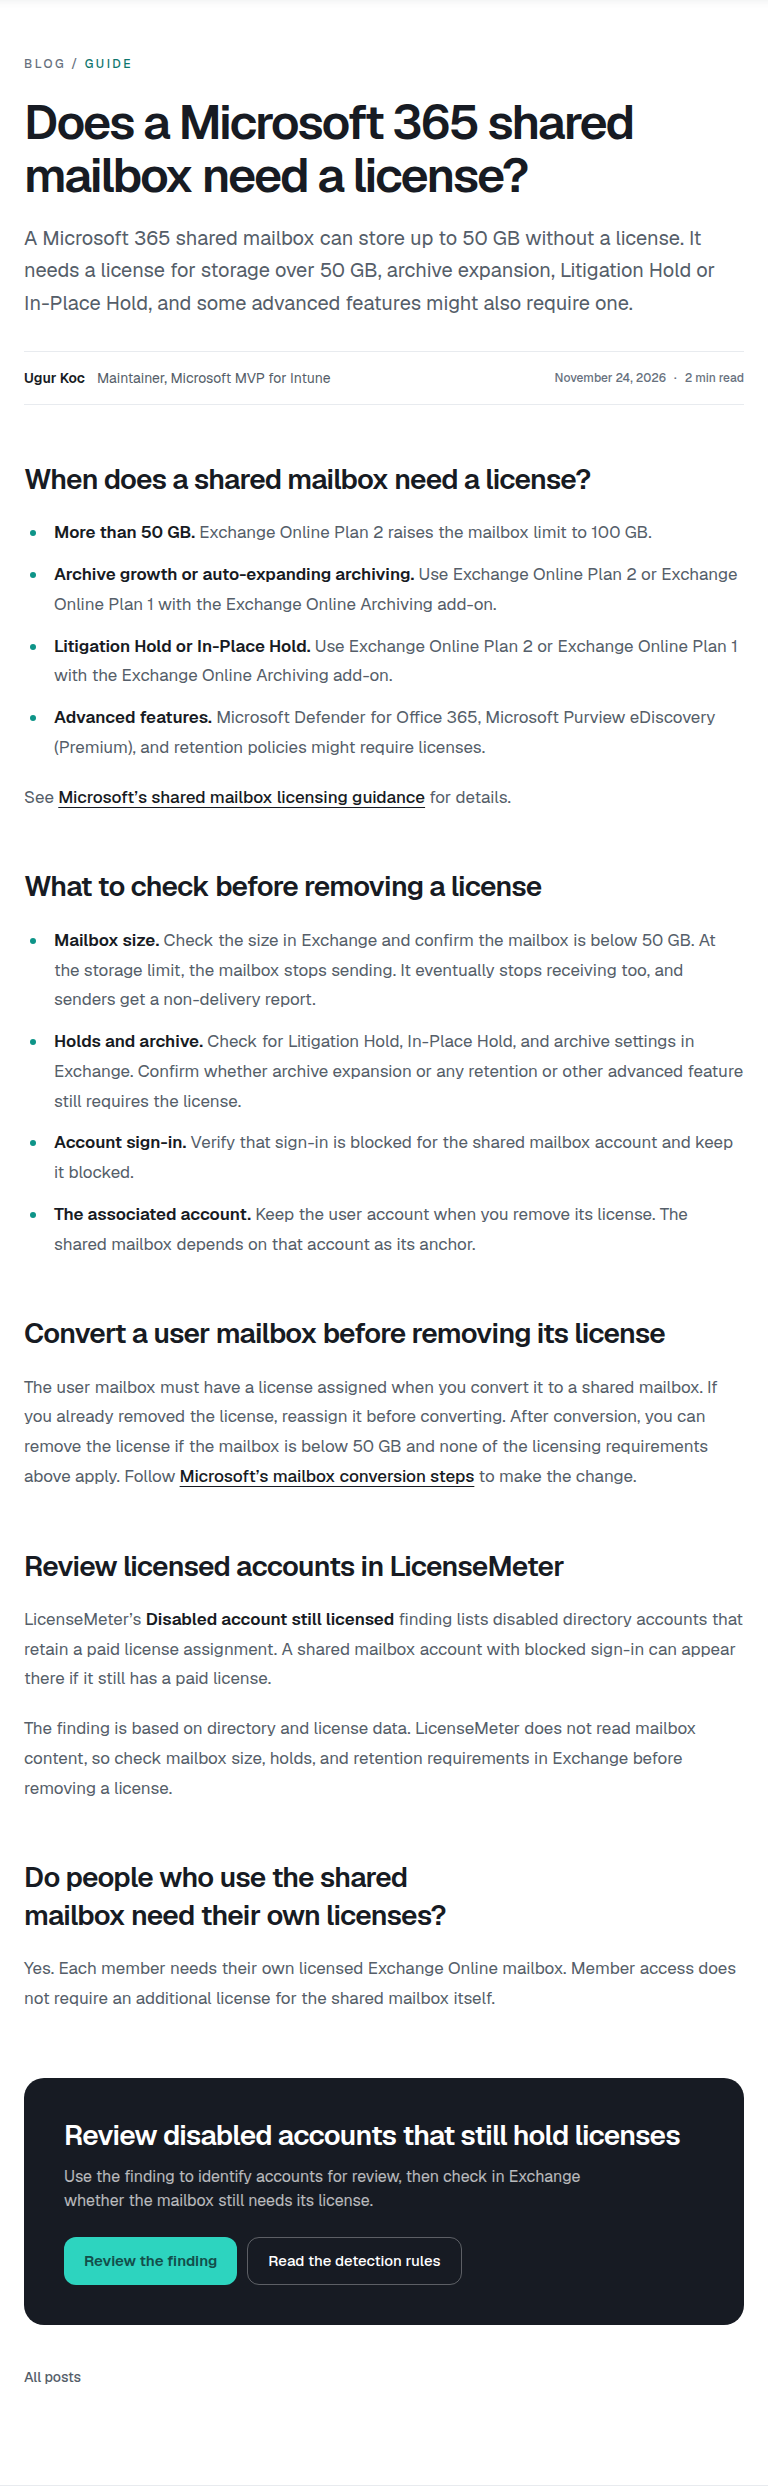 BLOG / GUIDE
Does a Microsoft 365 shared
mailbox need a license?
A Microsoft 365 shared mailbox can store up to 50 GB without a license. It
needs a license for storage over 50 GB, archive expansion, Litigation Hold or
In-Place Hold, and some advanced features might also require one.
Ugur Koc Maintainer, Microsoft MVP for Intune November 24, 2026 · 2 min read
When does a shared mailbox need a license?
• More than 50 GB. Exchange Online Plan 2 raises the mailbox limit to 100 GB.
• Archive growth or auto-expanding archiving. Use Exchange Online Plan 2 or Exchange
Online Plan 1 with the Exchange Online Archiving add-on.
• Litigation Hold or In-Place Hold. Use Exchange Online Plan 2 or Exchange Online Plan 1
with the Exchange Online Archiving add-on.
• Advanced features. Microsoft Defender for Office 365, Microsoft Purview eDiscovery
(Premium), and retention policies might require licenses.
See Microsoft's shared mailbox licensing guidance for details.
What to check before removing a license
• Mailbox size. Check the size in Exchange and confirm the mailbox is below 50 GB. At
the storage limit, the mailbox stops sending. It eventually stops receiving too, and
senders get a non-delivery report.
• Holds and archive. Check for Litigation Hold, In-Place Hold, and archive settings in
Exchange. Confirm whether archive expansion or any retention or other advanced feature
still requires the license.
• Account sign-in. Verify that sign-in is blocked for the shared mailbox account and keep
it blocked.
• The associated account. Keep the user account when you remove its license. The
shared mailbox depends on that account as its anchor.
Convert a user mailbox before removing its license
The user mailbox must have a license assigned when you convert it to a shared mailbox. If
you already removed the license, reassign it before converting. After conversion, you can
remove the license if the mailbox is below 50 GB and none of the licensing requirements
above apply. Follow Microsoft's mailbox conversion steps to make the change.
Review licensed accounts in LicenseMeter
LicenseMeter's Disabled account still licensed finding lists disabled directory accounts that
retain a paid license assignment. A shared mailbox account with blocked sign-in can appear
there if it still has a paid license.
The finding is based on directory and license data. LicenseMeter does not read mailbox
content, so check mailbox size, holds, and retention requirements in Exchange before
removing a license.
Do people who use the shared
mailbox need their own licenses?
Yes. Each member needs their own licensed Exchange Online mailbox. Member access does
not require an additional license for the shared mailbox itself.
Review disabled accounts that still hold licenses
Use the finding to identify accounts for review, then check in Exchange
whether the mailbox still needs its license.
Review the finding Read the detection rules
All posts